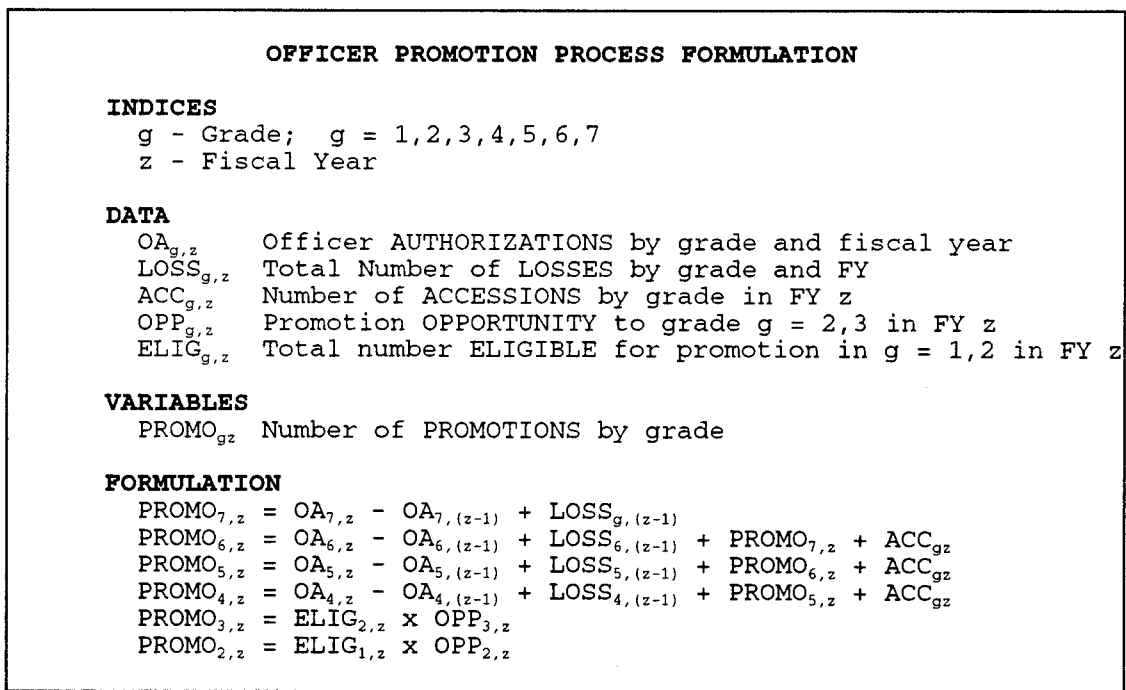 OFFICER PROMOTION PROCESS FORMULATION
INDICES
g - Grade; g = 1,2,3,4,5,6,7
z - Fiscal Year
DATA
OA_{g,z} Officer AUTHORIZATIONS by grade and fiscal year
LOSS_{g,z} Total Number of LOSSES by grade and FY
ACC_{g,z} Number of ACCESSIONS by grade in FY z
OPP_{g,z} Promotion OPPORTUNITY to grade g = 2,3 in FY z
ELIG_{g,z} Total number ELIGIBLE for promotion in g = 1,2 in FY z
VARIABLES
PROMO_{gz} Number of PROMOTIONS by grade
FORMULATION
PROMO_{7,z} = OA_{7,z} - OA_{7,(z-1)} + LOSS_{g,(z-1)}
PROMO_{6,z} = OA_{6,z} - OA_{6,(z-1)} + LOSS_{6,(z-1)} + PROMO_{7,z} + ACC_{gz}
PROMO_{5,z} = OA_{5,z} - OA_{5,(z-1)} + LOSS_{5,(z-1)} + PROMO_{6,z} + ACC_{gz}
PROMO_{4,z} = OA_{4,z} - OA_{4,(z-1)} + LOSS_{4,(z-1)} + PROMO_{5,z} + ACC_{gz}
PROMO_{3,z} = ELIG_{2,z} x OPP_{3,z}
PROMO_{2,z} = ELIG_{1,z} x OPP_{2,z}